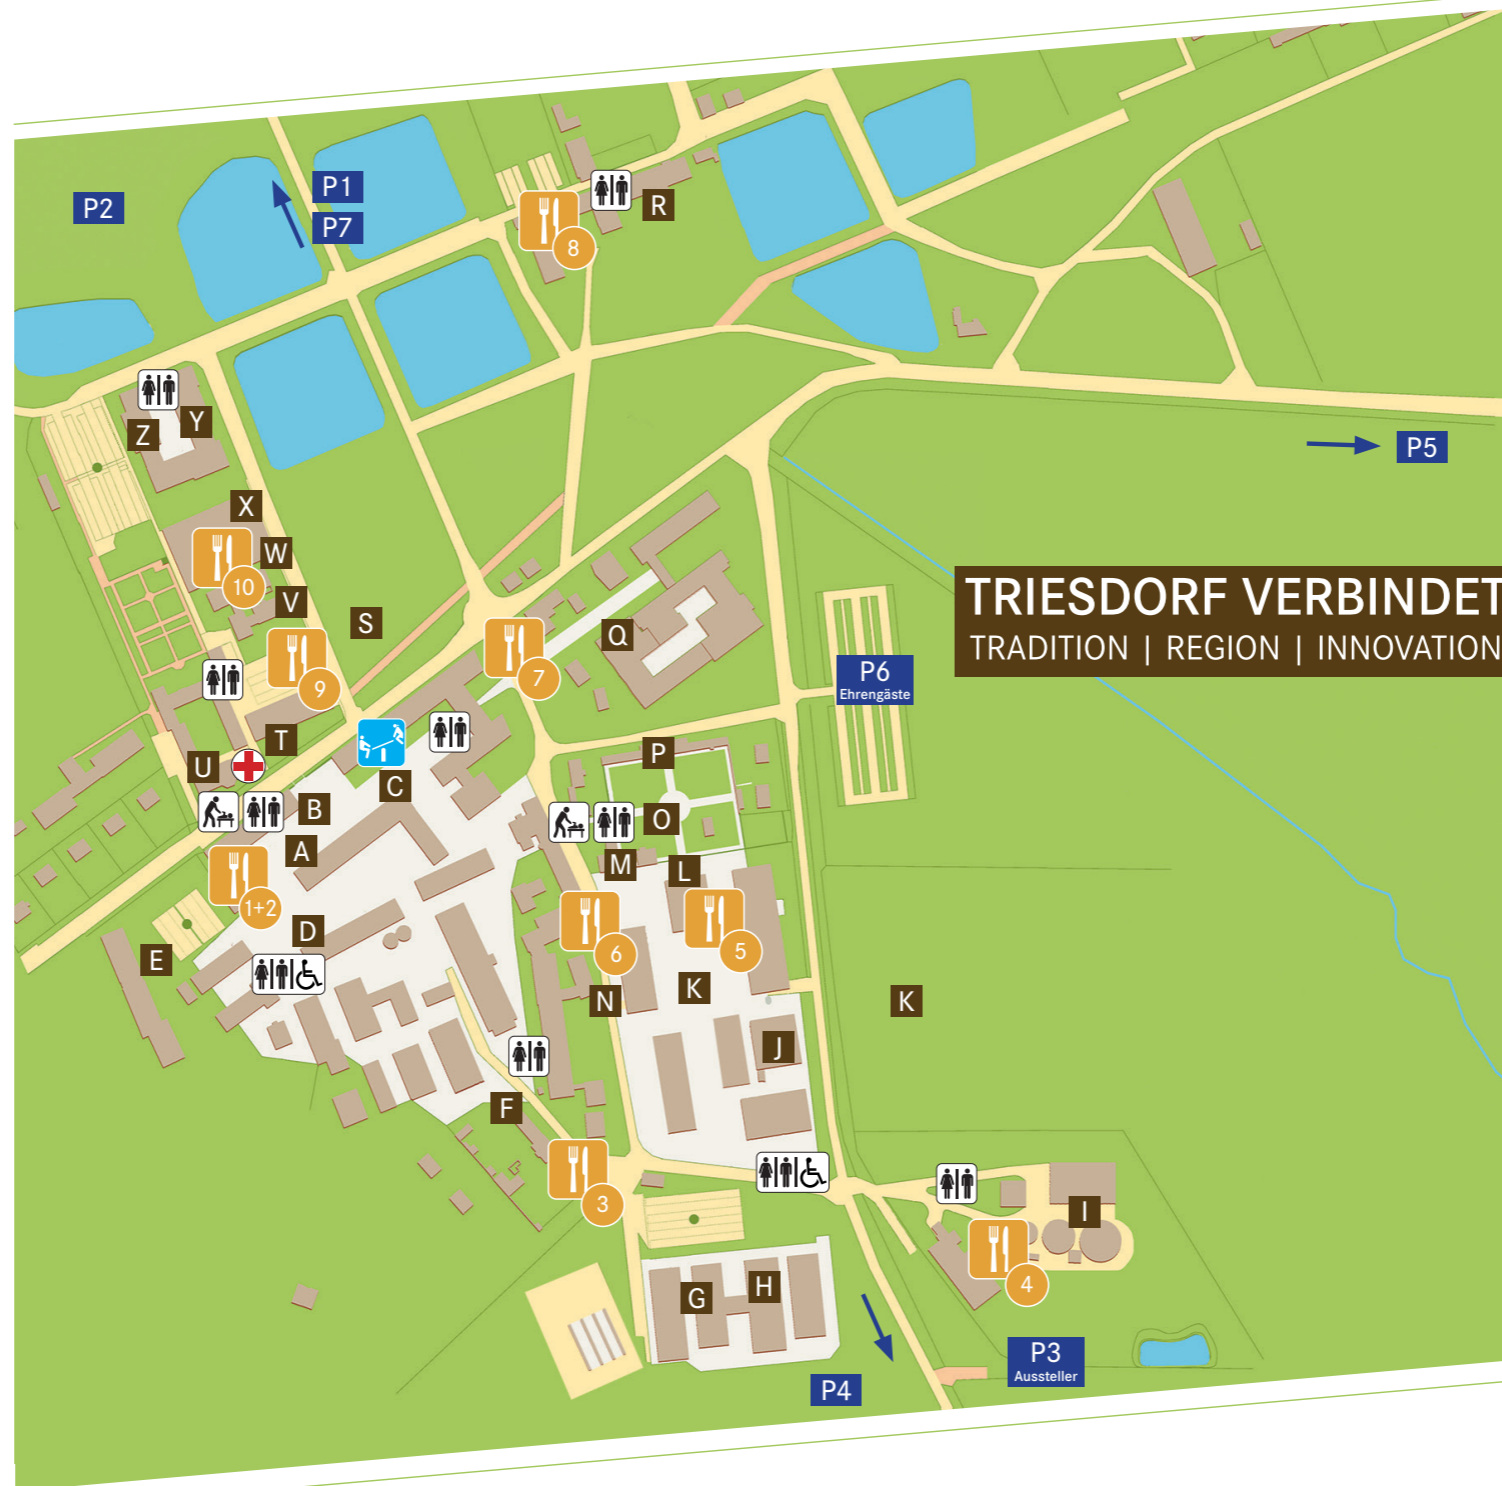 P1
P2
P7
R
8
Z
Y
P5
X
W
10
V
S
Q
TRIESDORF VERBINDET
TRADITION | REGION | INNOVATION
7
9
P6
Ehrengäste
T
P
U
C
B
O
A
M
L
1+2
D
E
6
5
K
N
K
J
F
3
I
4
G
H
P3
Aussteller
P4